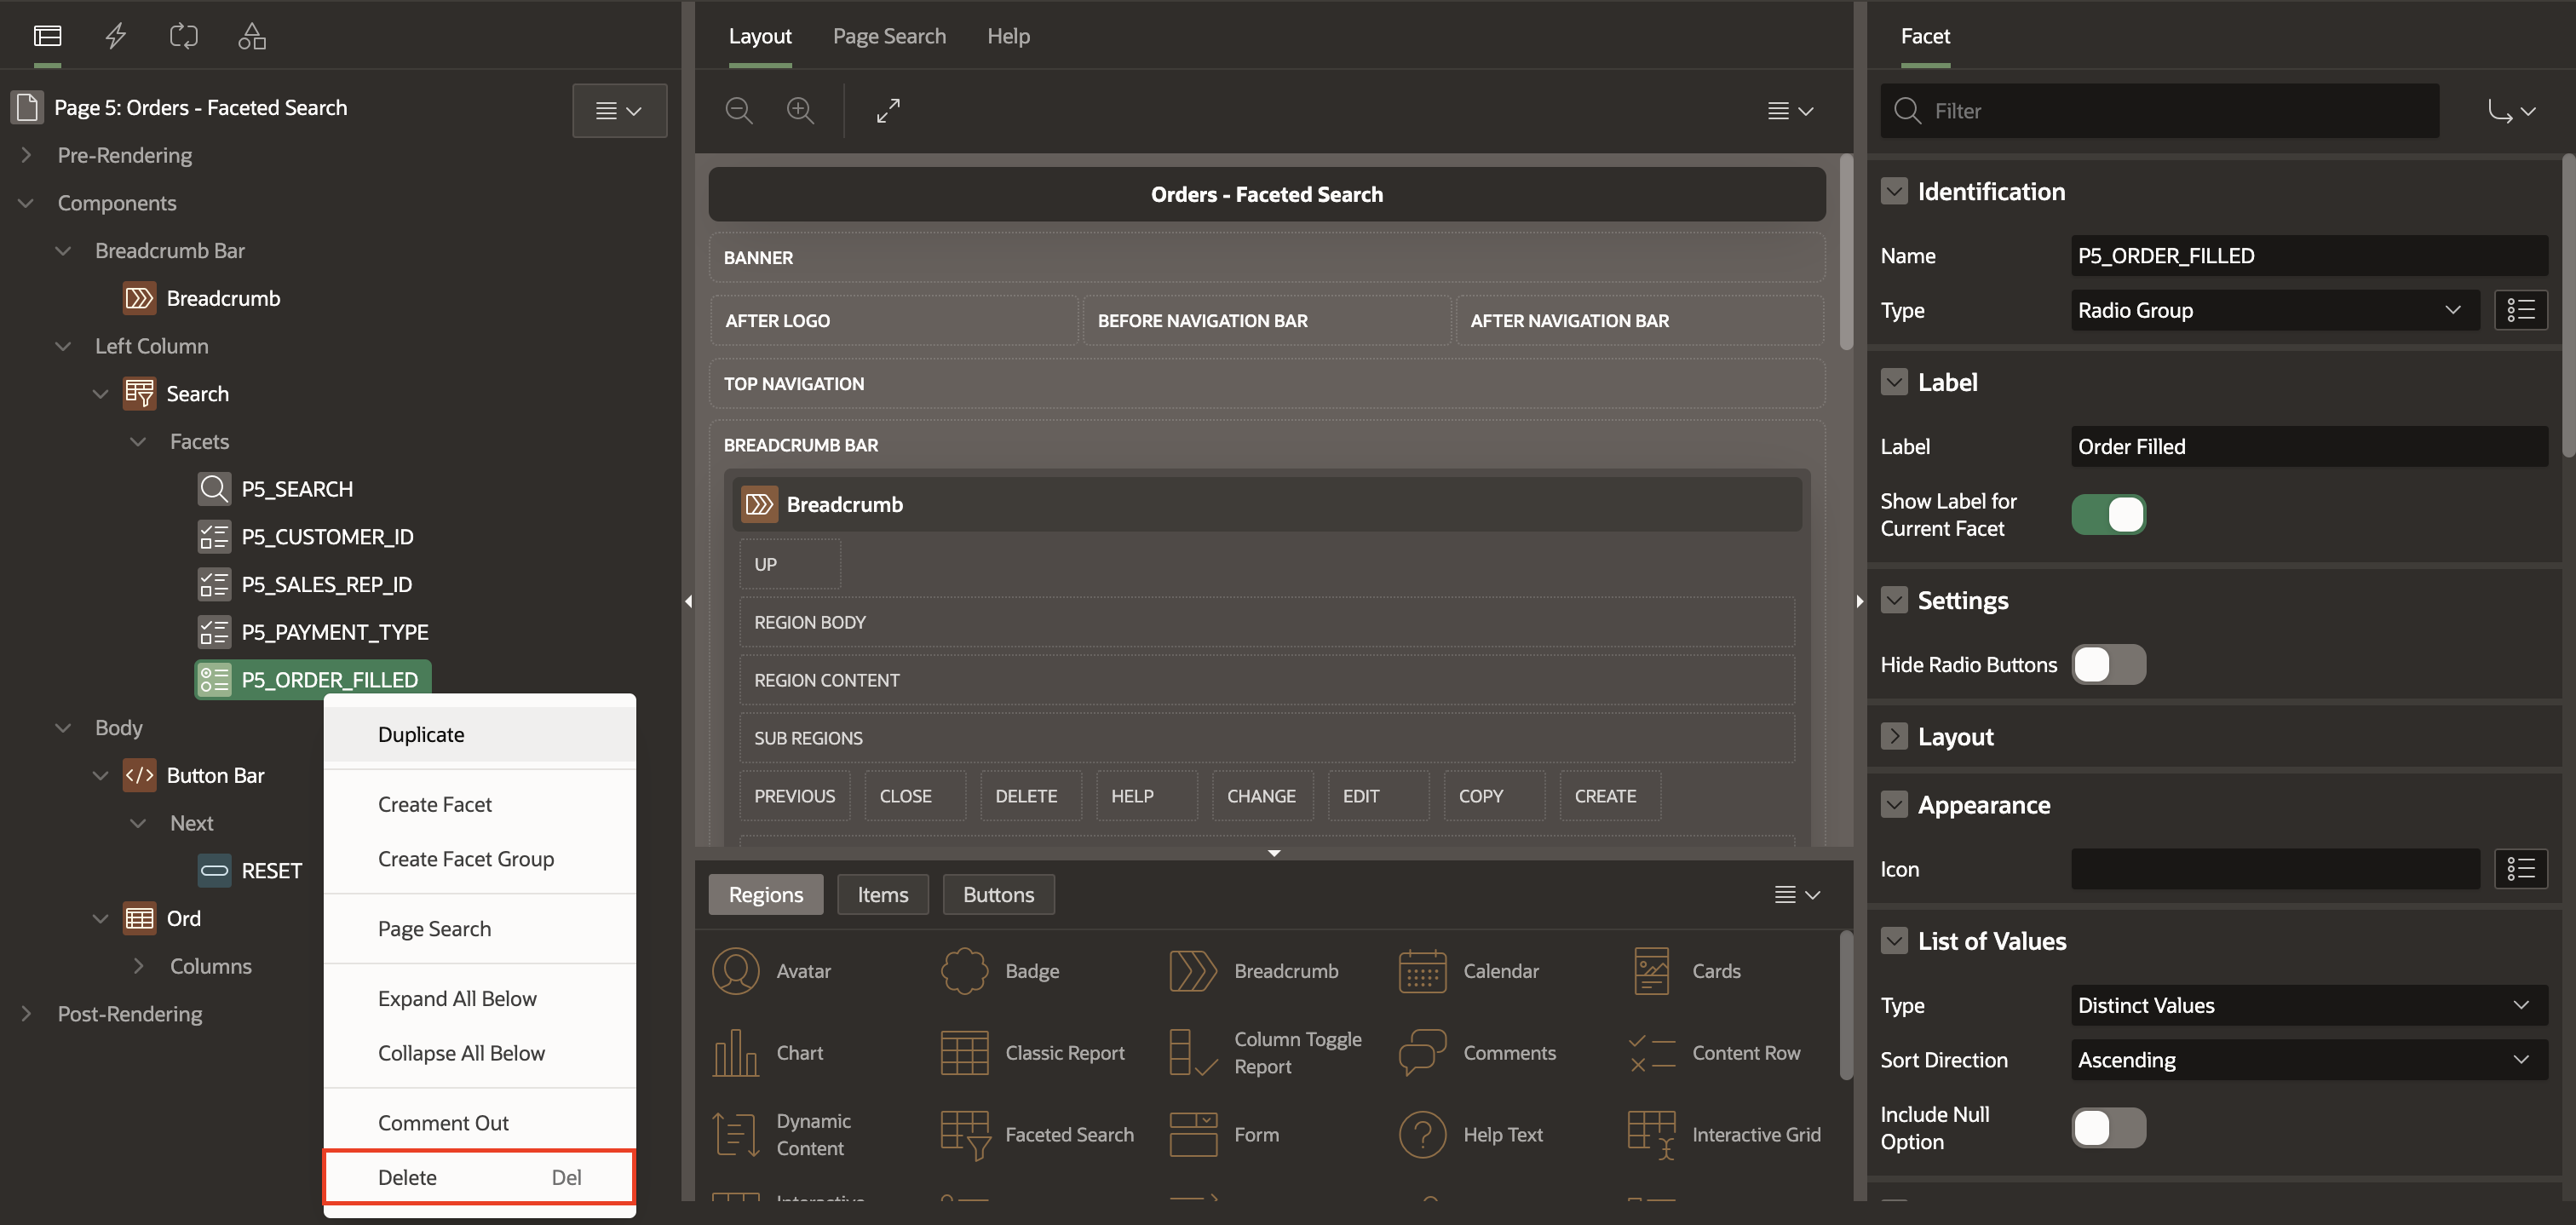 Page 5: Orders - Faceted Search
Pre-Rendering
Components
Breadcrumb Bar
Breadcrumb
Left Column
Search
Facets
P5_SEARCH
P5_CUSTOMER_ID
P5_SALES_REP_ID
P5_PAYMENT_TYPE
P5_ORDER_FILLED
Body
Button Bar
Next
RESET
Ord
Columns
Post-Rendering
Duplicate
Create Facet
Create Facet Group
Page Search
Expand All Below
Collapse All Below
Comment Out
Delete Del
Layout Page Search Help
Orders - Faceted Search
BANNER
AFTER LOGO BEFORE NAVIGATION BAR AFTER NAVIGATION BAR
TOP NAVIGATION
BREADCRUMB BAR
Breadcrumb
UP
REGION BODY
REGION CONTENT
SUB REGIONS
PREVIOUS CLOSE DELETE HELP CHANGE EDIT COPY CREATE
Regions Items Buttons
Avatar Badge Breadcrumb Calendar Cards
Chart Classic Report Column Toggle Report Comments Content Row
Dynamic Content Faceted Search Form Help Text Interactive Grid
Interactive
Facet
Filter
Identification
Name P5_ORDER_FILLED
Type Radio Group
Label
Label Order Filled
Show Label for
Current Facet
Settings
Hide Radio Buttons
Layout
Appearance
Icon
List of Values
Type Distinct Values
Sort Direction Ascending
Include Null
Option